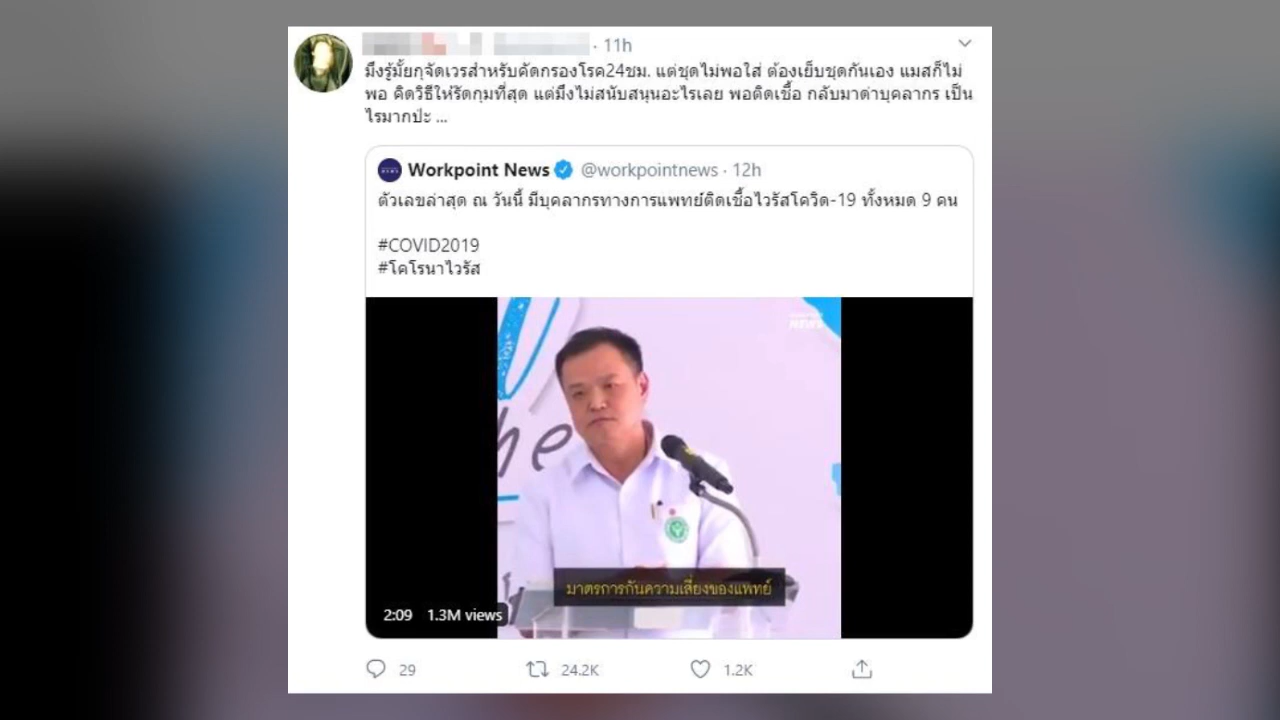 · 11h
มึงรู้มั้ยกุจัดเวรสำหรับคัดกรองโรค24ชม. แต่ชุดไม่พอใส่ ต้องเย็บชุดกันเอง แมสก็ไม่
พอ คิดวิธีให้รัดกุมที่สุด แต่มึงไม่สนับสนุนอะไรเลย พอติดเชื้อ กลับมาด่าบุคลากร เป็น
ไรมากป่ะ ...
Workpoint News @workpointnews · 12h
ตัวเลขล่าสุด ณ วันนี้ มีบุคลากรทางการแพทย์ติดเชื้อไวรัสโควิด-19 ทั้งหมด 9 คน
#COVID2019
#โคโรนาไวรัส
NEWS
he
มาตรการกันความเสี่ยงของแพทย์
2:09 1.3M views
29 24.2K 1.2K